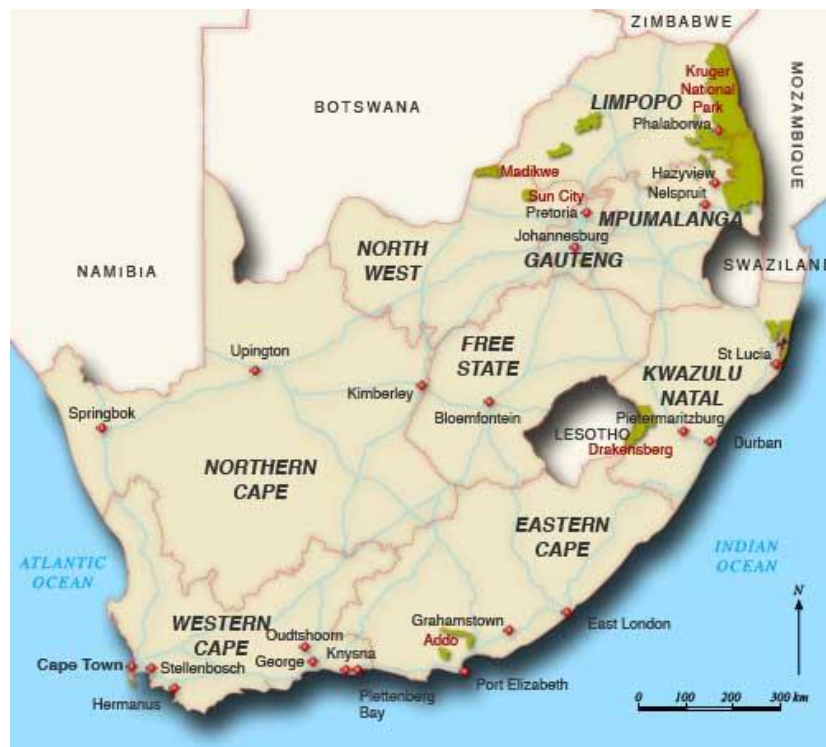 ZIMBABWE
Kruger
National
Park
LIMPOPO
Phalaborwa
MOZAMBIQUE
BOTSWANA
Madikwe
Hazyview
Nelspruit
Sun City
Pretoria
MPUMALANGA
Johannesburg
GAUTENG
NORTH
WEST
SWAZILAND
NAMIBIA
Upington
FREE
STATE
St Lucia
KWAZULU
NATAL
Kimberley
Bloemfontein
Springbok
Pietermaritzburg
LESOTHO
Durban
Drakensberg
NORTHERN
CAPE
EASTERN
CAPE
ATLANTIC
OCEAN
INDIAN
OCEAN
N
WESTERN
CAPE
Grahamstown
East London
Oudtshoorn
Addo
Knysna
George
Cape Town
Stellenbosch
Hermanus
Plettenberg
Bay
Port Elizabeth
0 100 200 300 km